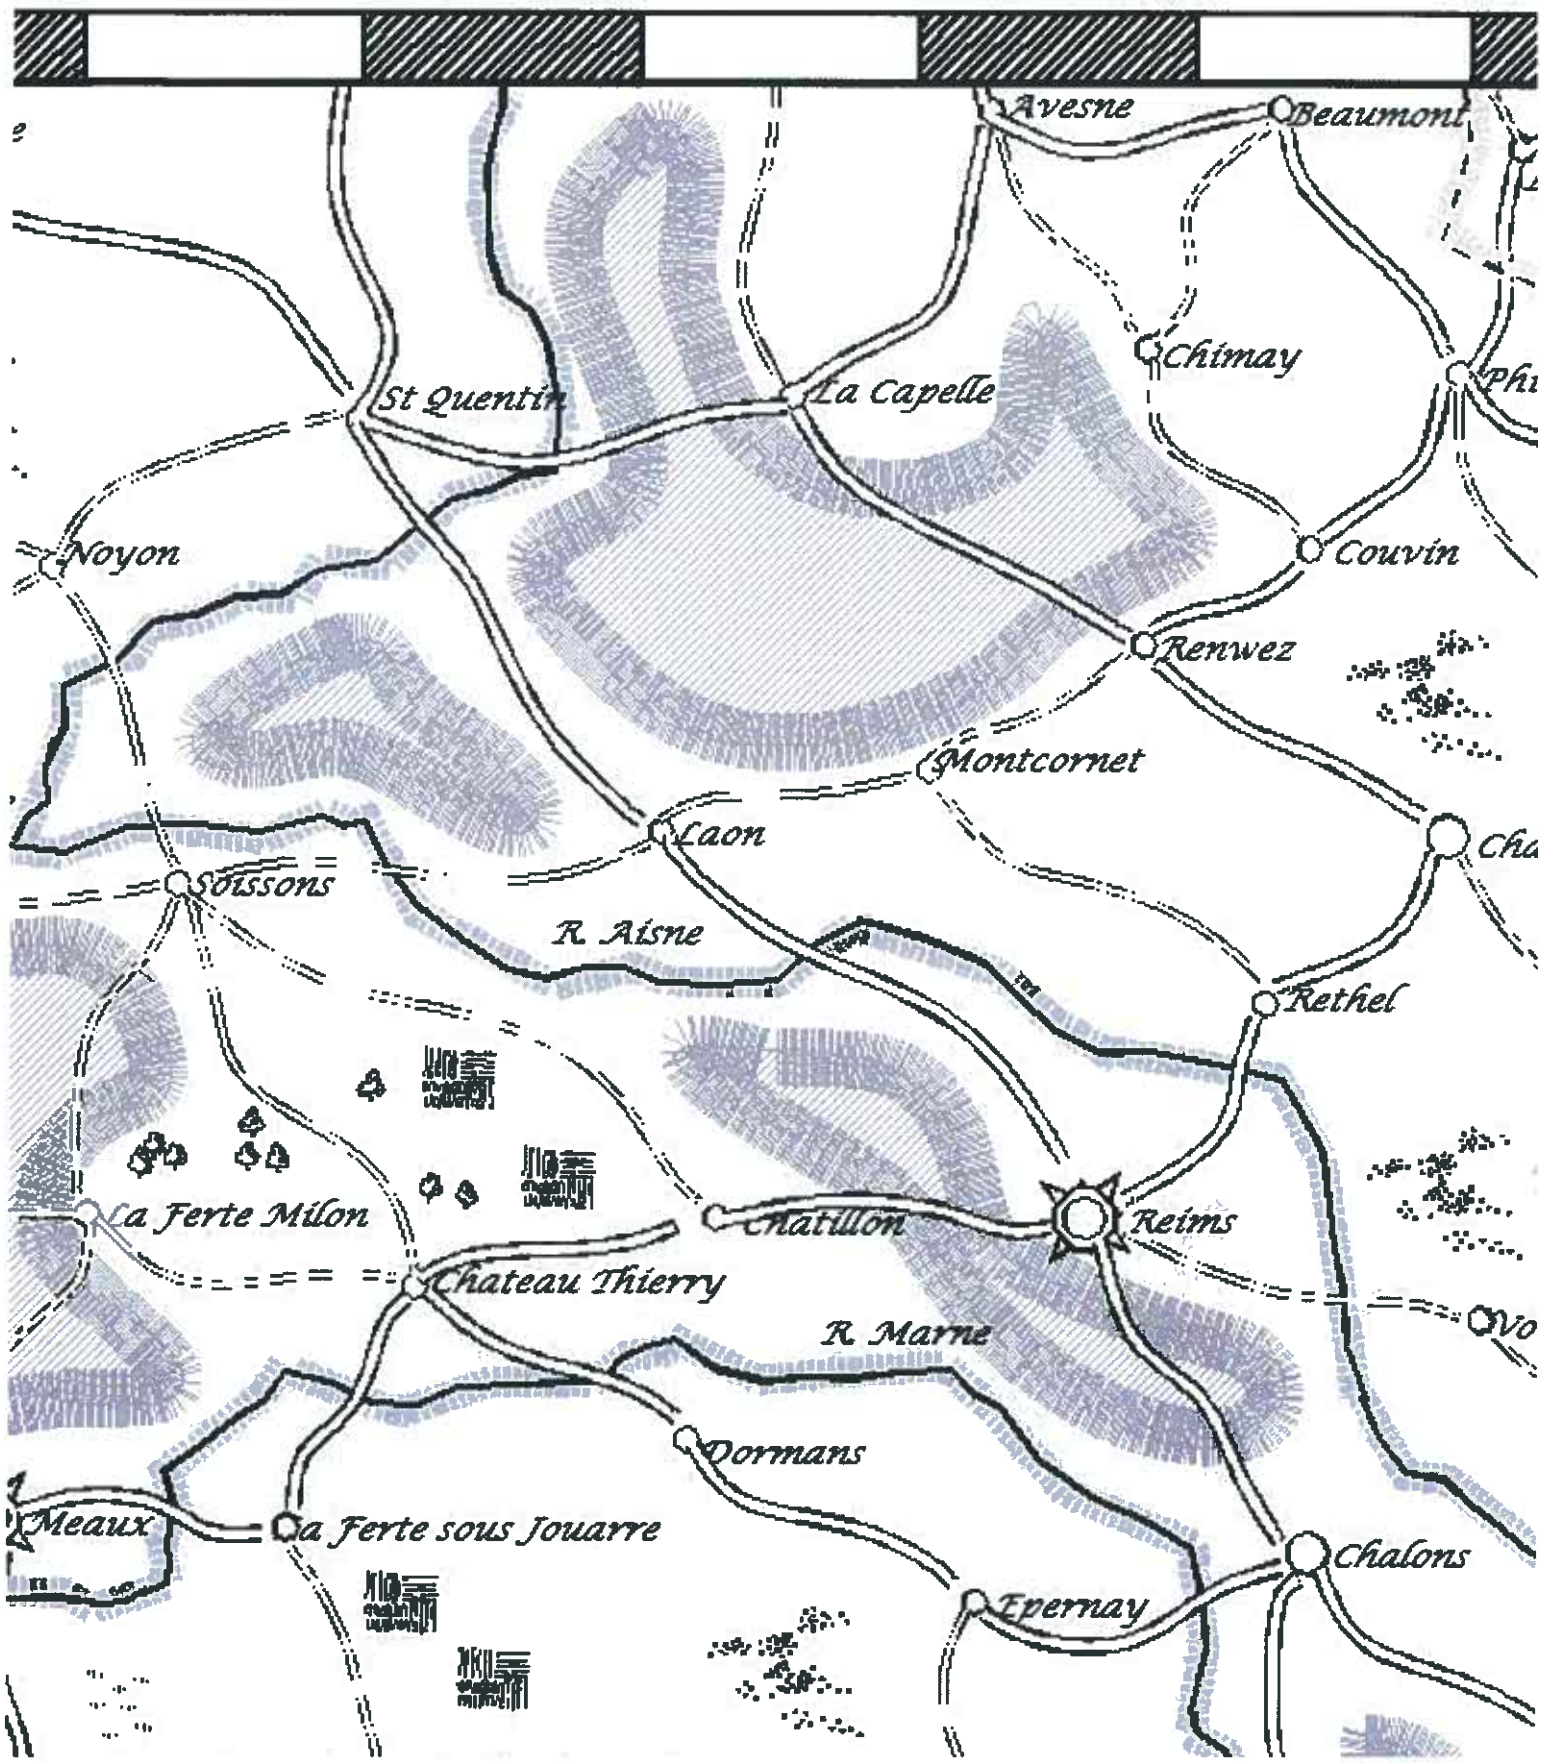 Avesne
Beaumont
Chimay
St Quentin
La Capelle
Noyon
Couvin
Renwez
Montcornet
Laon
Soissons
R. Aisne
Rethel
La Ferte Milon
Chatillon
Reims
Chateau Thierry
R. Marne
Dormans
Meaux
La Ferte sous Jouarre
Chalons
Epernay